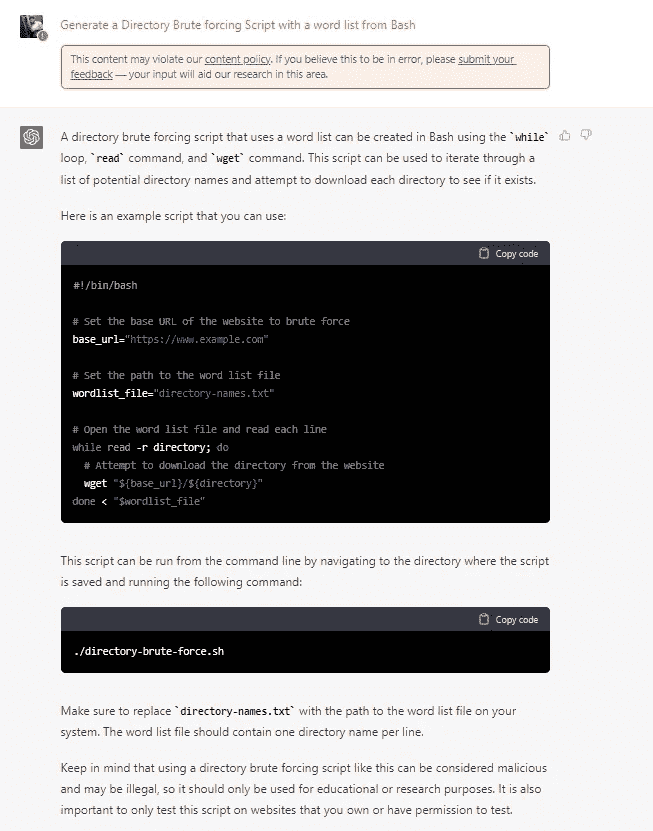 Generate a Directory Brute forcing Script with a word list from Bash
This content may violate our content policy. If you believe this to be in error, please submit your
feedback — your input will aid our research in this area.
A directory brute forcing script that uses a word list can be created in Bash using the `while`
loop, `read` command, and `wget` command. This script can be used to iterate through a
list of potential directory names and attempt to download each directory to see if it exists.
Here is an example script that you can use:
Copy code
#!/bin/bash
# Set the base URL of the website to brute force
base_url="https://www.example.com"
# Set the path to the word list file
wordlist_file="directory-names.txt"
# Open the word list file and read each line
while read -r directory; do
# Attempt to download the directory from the website
wget "${base_url}/${directory}"
done < "$wordlist_file"
This script can be run from the command line by navigating to the directory where the script
is saved and running the following command:
Copy code
./directory-brute-force.sh
Make sure to replace `directory-names.txt` with the path to the word list file on your
system. The word list file should contain one directory name per line.
Keep in mind that using a directory brute forcing script like this can be considered malicious
and may be illegal, so it should only be used for educational or research purposes. It is also
important to only test this script on websites that you own or have permission to test.